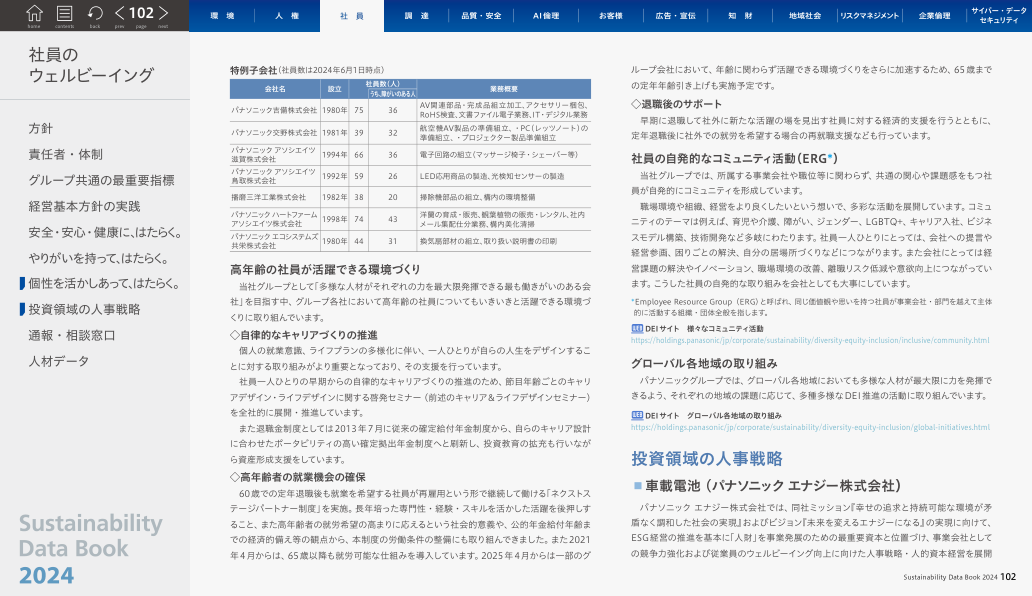 home contents back prev 102 page next
環　境
人　権
社　員
調　達
品質・安全
AI倫理
お客様
広告・宣伝
知　財
地域社会
リスクマネジメント
企業倫理
サイバー・データ
セキュリティ
社員の
ウェルビーイング
方針
責任者・体制
グループ共通の最重要指標
経営基本方針の実践
安全・安心・健康に、はたらく。
やりがいを持って、はたらく。
個性を活かしあって、はたらく。
投資領域の人事戦略
通報・相談窓口
人材データ
Sustainability
Data Book
2024
特例子会社（社員数は2024年6月1日時点）
会社名 設立 社員数（人） 業務概要
うち、障がいのある人
パナソニック吉備株式会社 1980年 75 36 AV関連部品・完成品組立加工、アクセサリー梱包、
RoHS検査、文書ファイル電子業務、IT・デジタル業務
パナソニック交野株式会社 1981年 39 32 航空機AV製品の準備組立、・PC（レッツノート）の
準備組立、・プロジェクター製品準備組立
パナソニック アソシエイツ
滋賀株式会社 1994年 66 36 電子回路の組立（マッサージ椅子・シェーバー等）
パナソニック アソシエイツ
鳥取株式会社 1992年 59 26 LED応用商品の製造、光検知センサーの製造
播磨三洋工業株式会社 1982年 38 20 掃除機部品の組立、構内の環境整備
パナソニック ハートファーム
アソシエイツ株式会社 1998年 74 43 洋蘭の育成・販売、観葉植物の販売・レンタル、社内
メール集配仕分業務、構内美化清掃
パナソニック エコシステムズ
共栄株式会社 1980年 44 31 換気扇部材の組立、取り扱い説明書の印刷
高年齢の社員が活躍できる環境づくり
当社グループとして「多様な人材がそれぞれの力を最大限発揮できる最も働きがいのある会
社」を目指す中、グループ各社において高年齢の社員についてもいきいきと活躍できる環境づ
くりに取り組んでいます。
◇自律的なキャリアづくりの推進
個人の就業意識、ライフプランの多様化に伴い、一人ひとりが自らの人生をデザインするこ
とに対する取り組みがより重要となっており、その支援を行っています。
社員一人ひとりの早期からの自律的なキャリアづくりの推進のため、節目年齢ごとのキャリ
アデザイン・ライフデザインに関する啓発セミナー（前述のキャリア＆ライフデザインセミナー）
を全社的に展開・推進しています。
また退職金制度としては2013年7月に従来の確定給付年金制度から、自らのキャリア設計
に合わせたポータビリティの高い確定拠出年金制度へと刷新し、投資教育の拡充も行いなが
ら資産形成支援をしています。
◇高年齢者の就業機会の確保
60歳での定年退職後も就業を希望する社員が再雇用という形で継続して働ける「ネクストス
テージパートナー制度」を実施。長年培った専門性・経験・スキルを活かした活躍を後押しす
ること、また高年齢者の就労希望の高まりに応えるという社会的意義や、公的年金給付年齢ま
での経済的備え等の観点から、本制度の労働条件の整備にも取り組んできました。また2021
年4月からは、65歳以降も就労可能な仕組みを導入しています。2025年4月からは一部のグ
ループ会社において、年齢に関わらず活躍できる環境づくりをさらに加速するため、65歳まで
の定年年齢引き上げも実施予定です。
◇退職後のサポート
早期に退職して社外に新たな活躍の場を見出す社員に対する経済的支援を行うとともに、
定年退職後に社外での就労を希望する場合の再就職支援なども行っています。
社員の自発的なコミュニティ活動（ERG*）
当社グループでは、所属する事業会社や職位等に関わらず、共通の関心や課題感をもつ社
員が自発的にコミュニティを形成しています。
職場環境や組織、経営をより良くしたいという想いで、多彩な活動を展開しています。コミュ
ニティのテーマは例えば、育児や介護、障がい、ジェンダー、LGBTQ+、キャリア入社、ビジネ
スモデル構築、技術開発など多岐にわたります。社員一人ひとりにとっては、会社への提言や
経営参画、困りごとの解決、自分の居場所づくりなどにつながります。また会社にとっては経
営課題の解決やイノベーション、職場環境の改善、離職リスク低減や意欲向上につながってい
ます。こうした社員の自発的な取り組みを会社としても大事にしています。
*Employee Resource Group（ERG）と呼ばれ、同じ価値観や思いを持つ社員が事業会社・部門を越えて主体
的に活動する組織・団体全般を指します。
DEIサイト　様々なコミュニティ活動
https://holdings.panasonic/jp/corporate/sustainability/diversity-equity-inclusion/inclusive/community.html
グローバル各地域の取り組み
パナソニックグループでは、グローバル各地域においても多様な人材が最大限に力を発揮で
きるよう、それぞれの地域の課題に応じて、多種多様なDEI推進の活動に取り組んでいます。
DEIサイト　グローバル各地域の取り組み
https://holdings.panasonic/jp/corporate/sustainability/diversity-equity-inclusion/global-initiatives.html
投資領域の人事戦略
■車載電池（パナソニック エナジー株式会社）
パナソニック エナジー株式会社では、同社ミッション『幸せの追求と持続可能な環境が矛
盾なく調和した社会の実現』およびビジョン『未来を変えるエナジーになる』の実現に向けて、
ESG経営の推進を基本に「人財」を事業発展のための最重要資本と位置づけ、事業会社として
の競争力強化および従業員のウェルビーイング向上に向けた人事戦略・人的資本経営を展開
Sustainability Data Book 2024 102